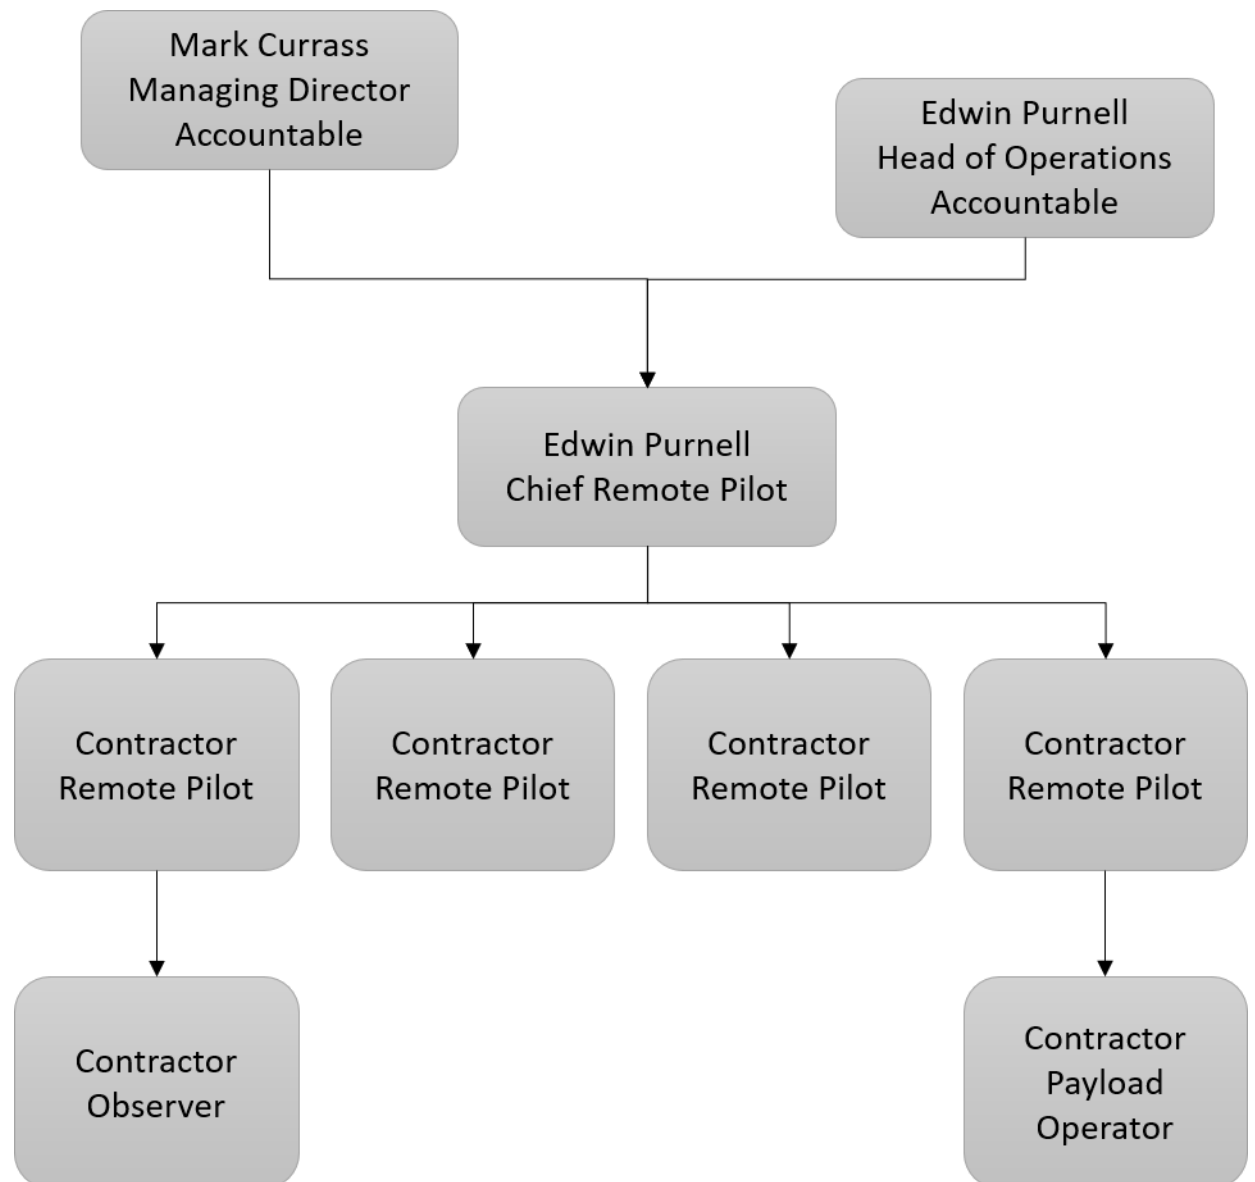 Mark Currass
Managing Director
Accountable
Edwin Purnell
Head of Operations
Accountable
Edwin Purnell
Chief Remote Pilot
Contractor
Remote Pilot
Contractor
Remote Pilot
Contractor
Remote Pilot
Contractor
Remote Pilot
Contractor
Observer
Contractor
Payload
Operator